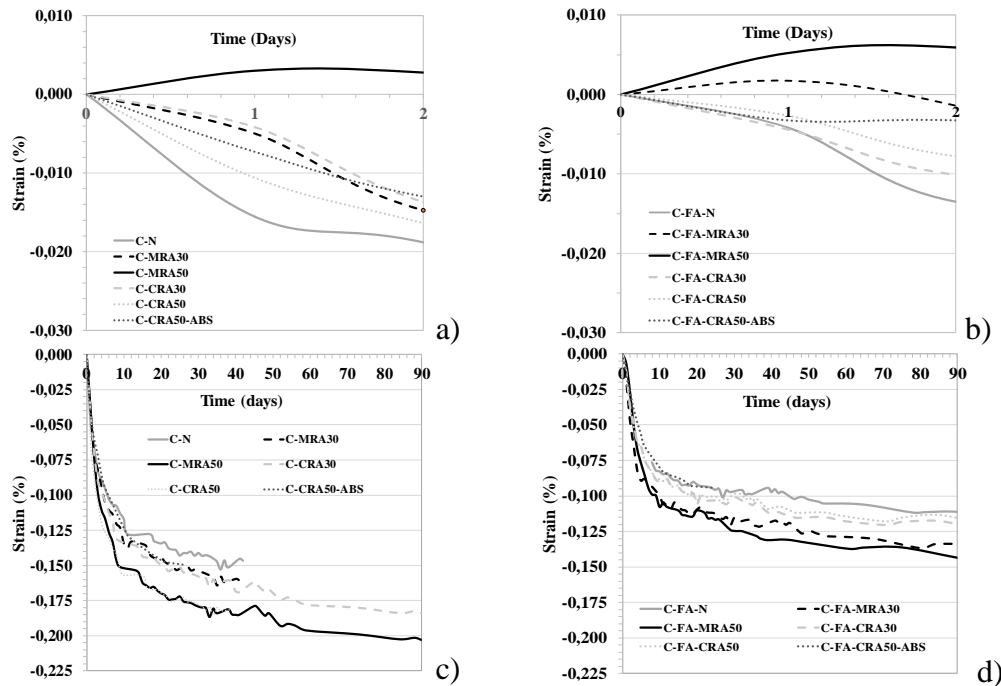 0,010
Time (Days)
0,000
0
1
2
-0,010
-0,020
-0,030
Strain (%)
C-N
C-MRA30
C-MRA50
C-CRA30
C-CRA50
C-CRA50-ABS
a)
0,010
Time (Days)
0,000
0
1
2
-0,010
-0,020
-0,030
Strain (%)
C-FA-N
C-FA-MRA30
C-FA-MRA50
C-FA-CRA30
C-FA-CRA50
C-FA-CRA50-ABS
b)
0,000
0 10 20 30 40 50 60 70 80 90
-0,025
Time (days)
-0,050
-0,075
-0,100
-0,125
-0,150
-0,175
-0,200
-0,225
Strain (%)
C-N C-MRA30
C-MRA50 C-CRA30
C-CRA50 C-CRA50-ABS
c)
0,000
0 10 20 30 40 50 60 70 80 90
-0,025
Time (days)
-0,050
-0,075
-0,100
-0,125
-0,150
-0,175
-0,200
-0,225
Strain (%)
C-FA-N C-FA-MRA30
C-FA-MRA50 C-FA-CRA30
C-FA-CRA50 C-FA-CRA50-ABS
d)